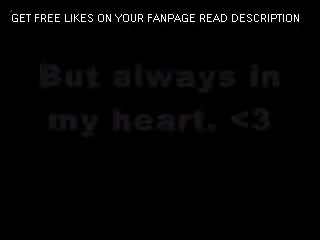 GET FREE LIKES ON YOUR FANPAGE READ DESCRIPTION
But always in
my heart. <3